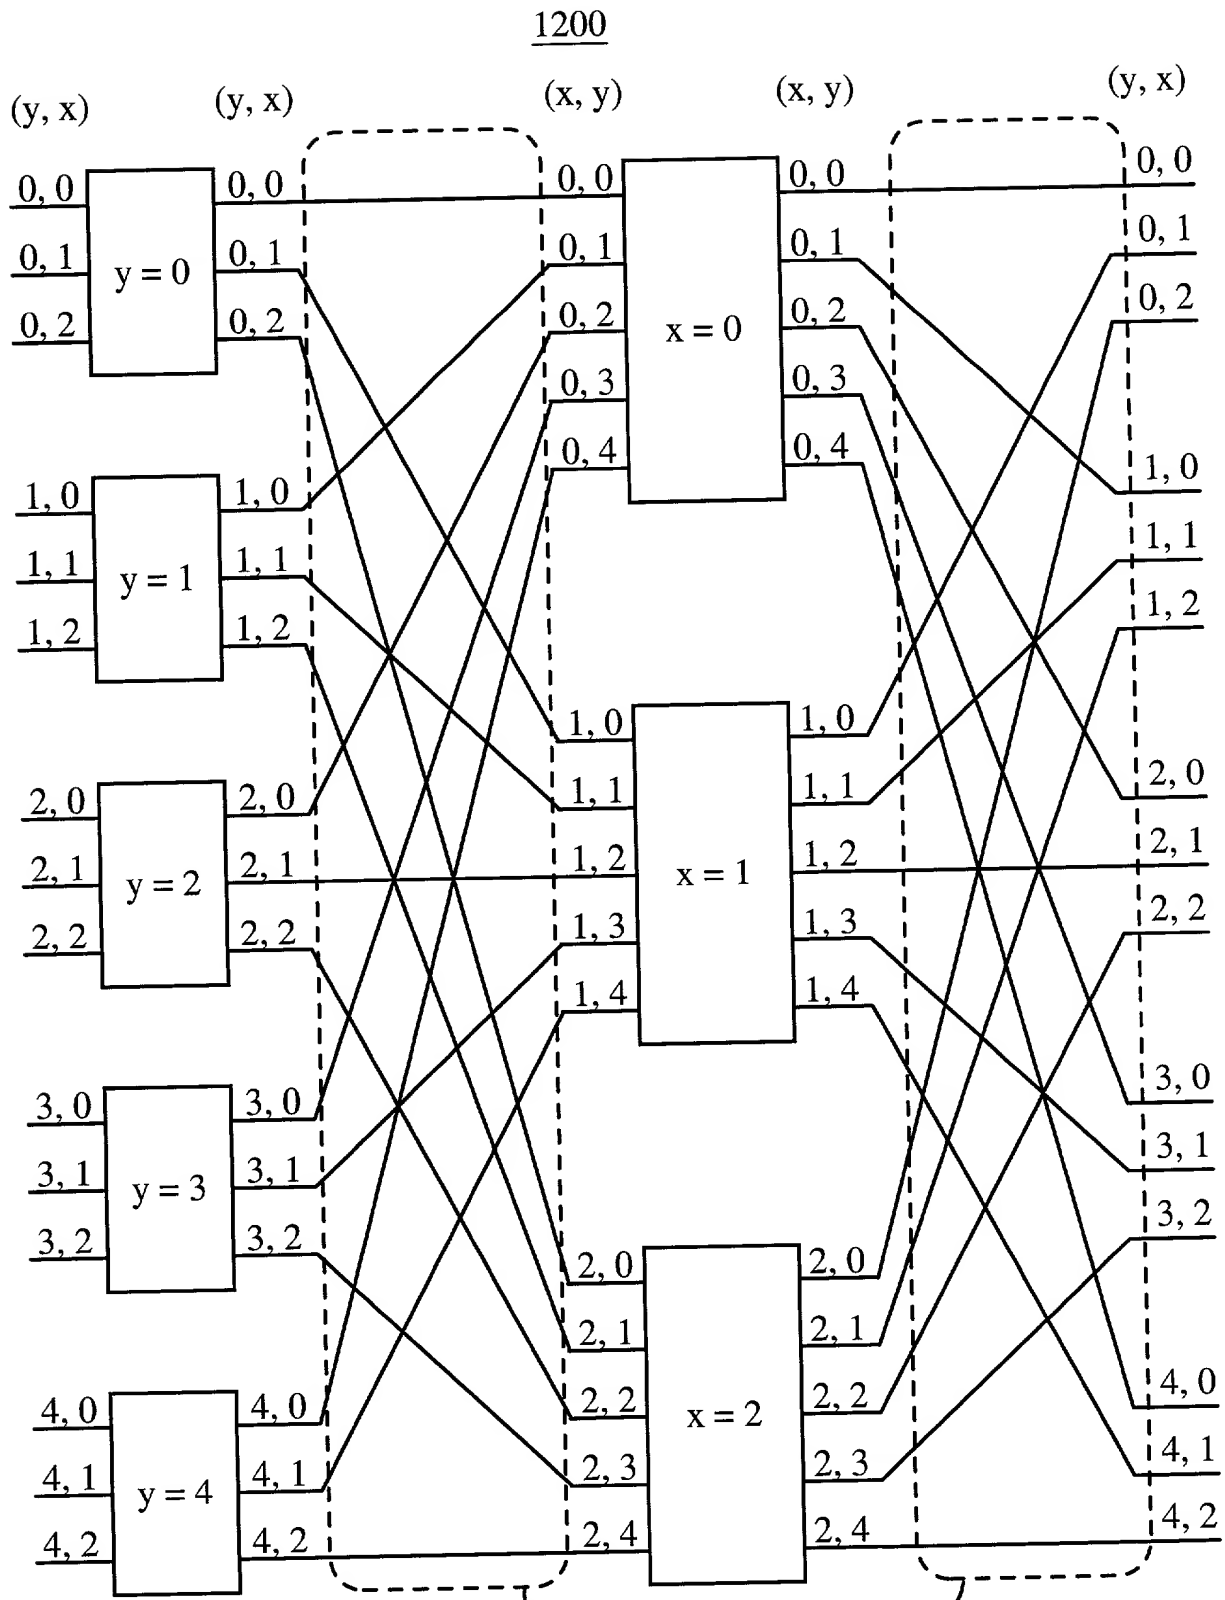 1200
(y, x) (y, x) (x, y) (x, y) (y, x)
0, 0 0, 0 0, 0 0, 0 0, 0
0, 1 y = 0 0, 1 0, 1 0, 1 0, 1
0, 2 0, 2 0, 2 x = 0 0, 2 0, 2
0, 3 0, 3
0, 4 0, 4
1, 0 1, 0 1, 0
1, 1 y = 1 1, 1 1, 1
1, 2 1, 2 1, 2
1, 0 1, 0
2, 0 2, 0 1, 1 1, 1 2, 0
2, 1 y = 2 2, 1 1, 2 x = 1 1, 2 2, 1
2, 2 2, 2 1, 3 1, 3 2, 2
1, 4 1, 4
3, 0 3, 0 3, 0
3, 1 y = 3 3, 1 3, 1
3, 2 3, 2 3, 2
2, 0 2, 0
2, 1 2, 1
4, 0 4, 0 2, 2 x = 2 2, 2 4, 0
4, 1 y = 4 4, 1 2, 3 2, 3 4, 1
4, 2 4, 2 2, 4 2, 4 4, 2